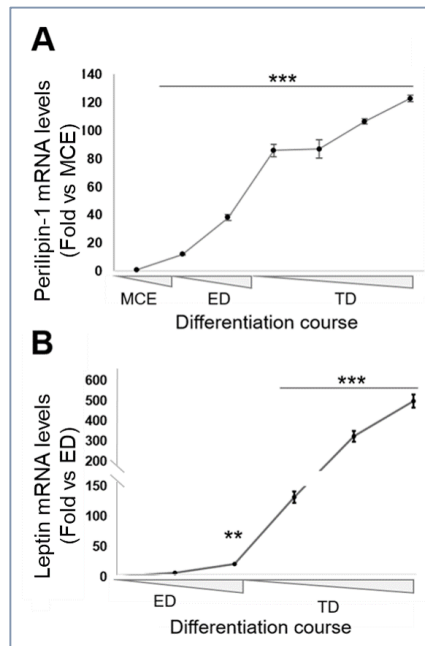 A
Perilipin-1 mRNA levels
(Fold vs MCE)
140
120
100
80
60
40
20
0
***
MCE
ED
TD
Differentiation course
B
Leptin mRNA levels
(Fold vs ED)
600
500
400
300
200
150
100
50
0
**
***
ED
TD
Differentiation course